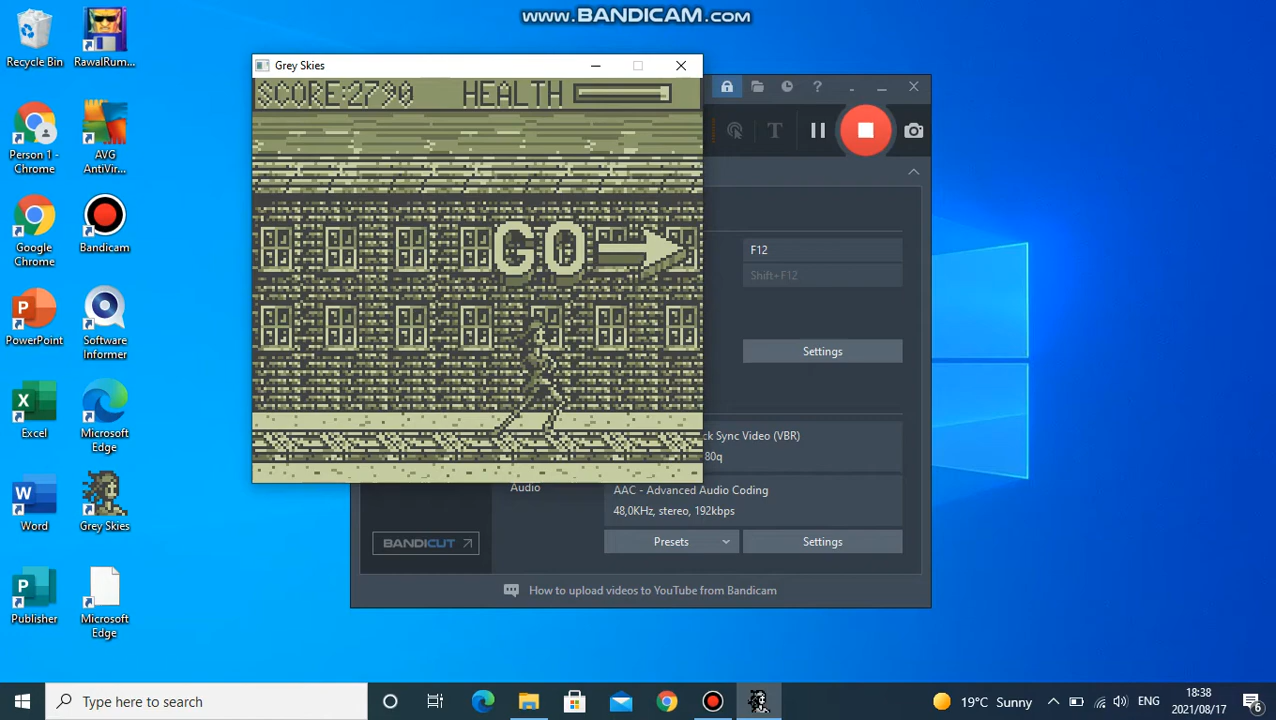 www.BANDICAM.com
Recycle Bin
RawalRum...
Person 1 - Chrome
AVG AntiVir...
Google Chrome
Bandicam
PowerPoint
Software Informer
Excel
Microsoft Edge
Word
Grey Skies
Publisher
Microsoft Edge
Grey Skies
SCORE:2790 HEALTH
GO
F12
Shift+F12
Settings
ck Sync Video (VBR)
80q
Audio
AAC - Advanced Audio Coding
48,0KHz, stereo, 192kbps
Presets
Settings
BANDICUT
How to upload videos to YouTube from Bandicam
Type here to search
19°C Sunny
ENG
18:38
2021/08/17
6